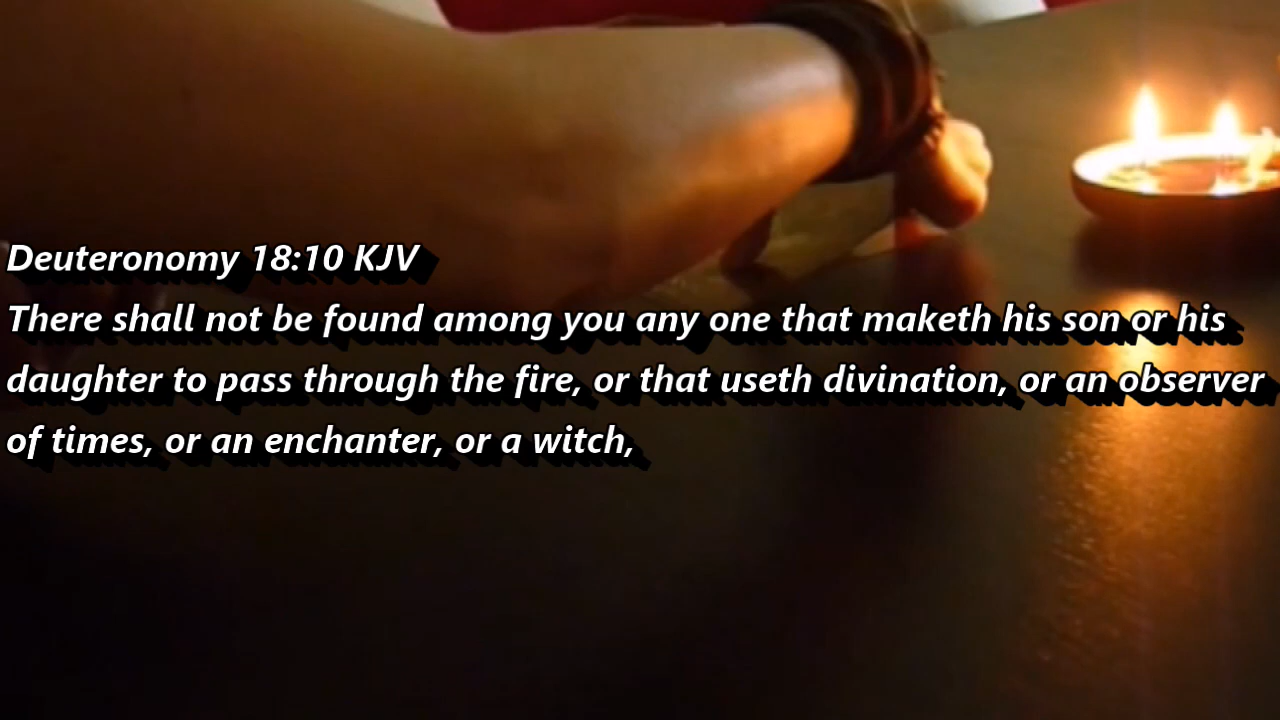 Deuteronomy 18:10 KJV
There shall not be found among you any one that maketh his son or his
daughter to pass through the fire, or that useth divination, or an observer
of times, or an enchanter, or a witch,